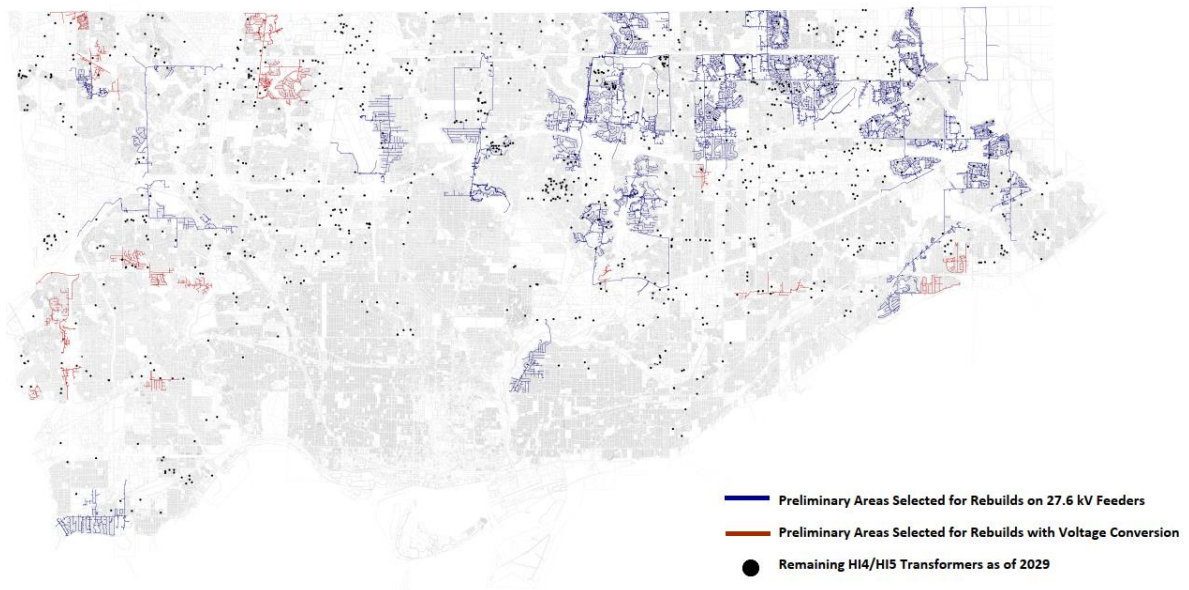 Preliminary Areas Selected for Rebuilds on 27.6 kV Feeders
Preliminary Areas Selected for Rebuilds with Voltage Conversion
Remaining HI4/HI5 Transformers as of 2029